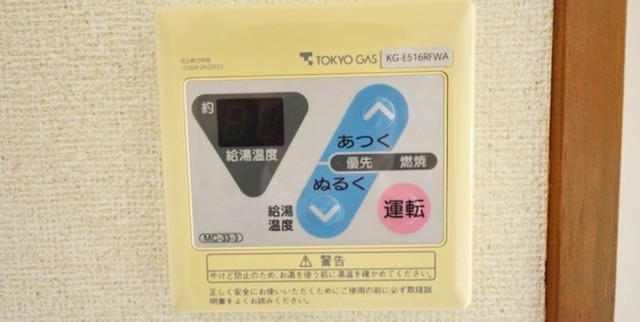 TOKYO GAS KG-E516RFWA
約
給湯温度
あつく
優先 燃焼
ぬるく
給湯
温度
運転
MC-33-3
警告
やけど防止のため、お湯を使う前に湯温を確かめてください。
正しく安全にお使いいただくためにご使用の前に必ず取扱説
明書をよくお読みください。